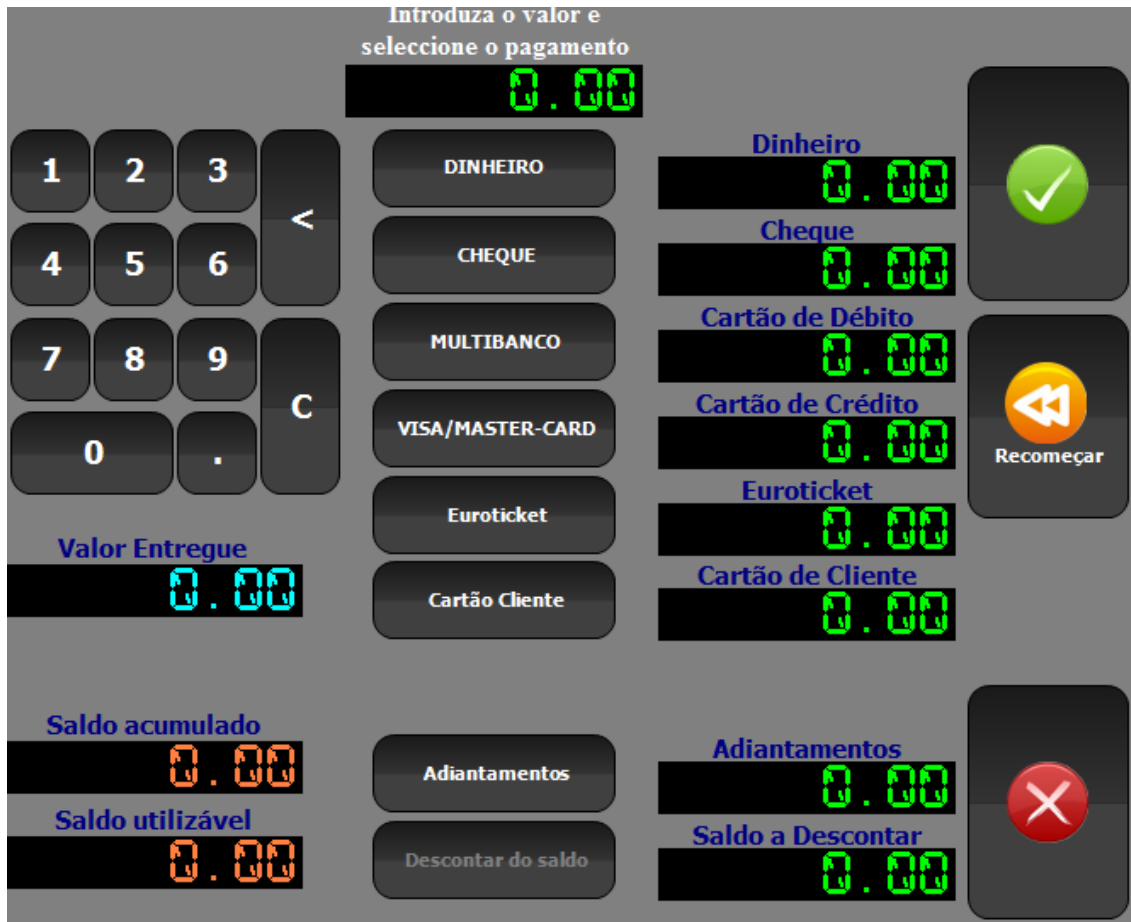 Introduza o valor e
seleccione o pagamento
0.00
1 2 3 <
4 5 6
7 8 9 C
0 .
DINHEIRO
CHEQUE
MULTIBANCO
VISA/MASTER-CARD
Euroticket
Cartão Cliente
Dinheiro
0.00
Cheque
0.00
Cartão de Débito
0.00
Cartão de Crédito
0.00
Euroticket
0.00
Cartão de Cliente
0.00
Recomeçar
Valor Entregue
0.00
Saldo acumulado
0.00
Saldo utilizável
0.00
Adiantamentos
Descontar do saldo
Adiantamentos
0.00
Saldo a Descontar
0.00